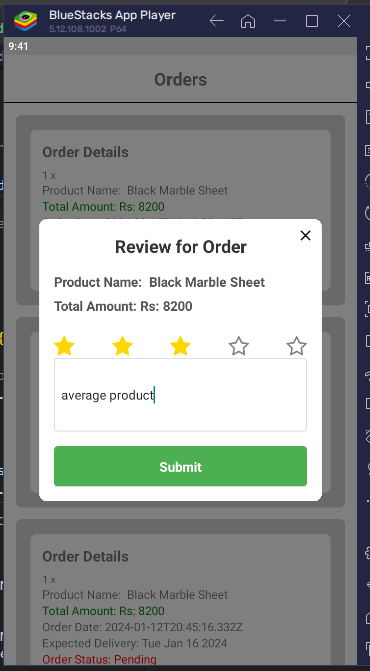 BlueStacks App Player
5.12.108.1002 P64
9:41
Orders
Order Details
1 x
Product Name: Black Marble Sheet
Total Amount: Rs: 8200
Review for Order
Product Name: Black Marble Sheet
Total Amount: Rs: 8200
average product
Submit
Order Details
1 x
Product Name: Black Marble Sheet
Total Amount: Rs: 8200
Order Date: 2024-01-12T20:45:16.332Z
Expected Delivery: Tue Jan 16 2024
Order Status: Pending